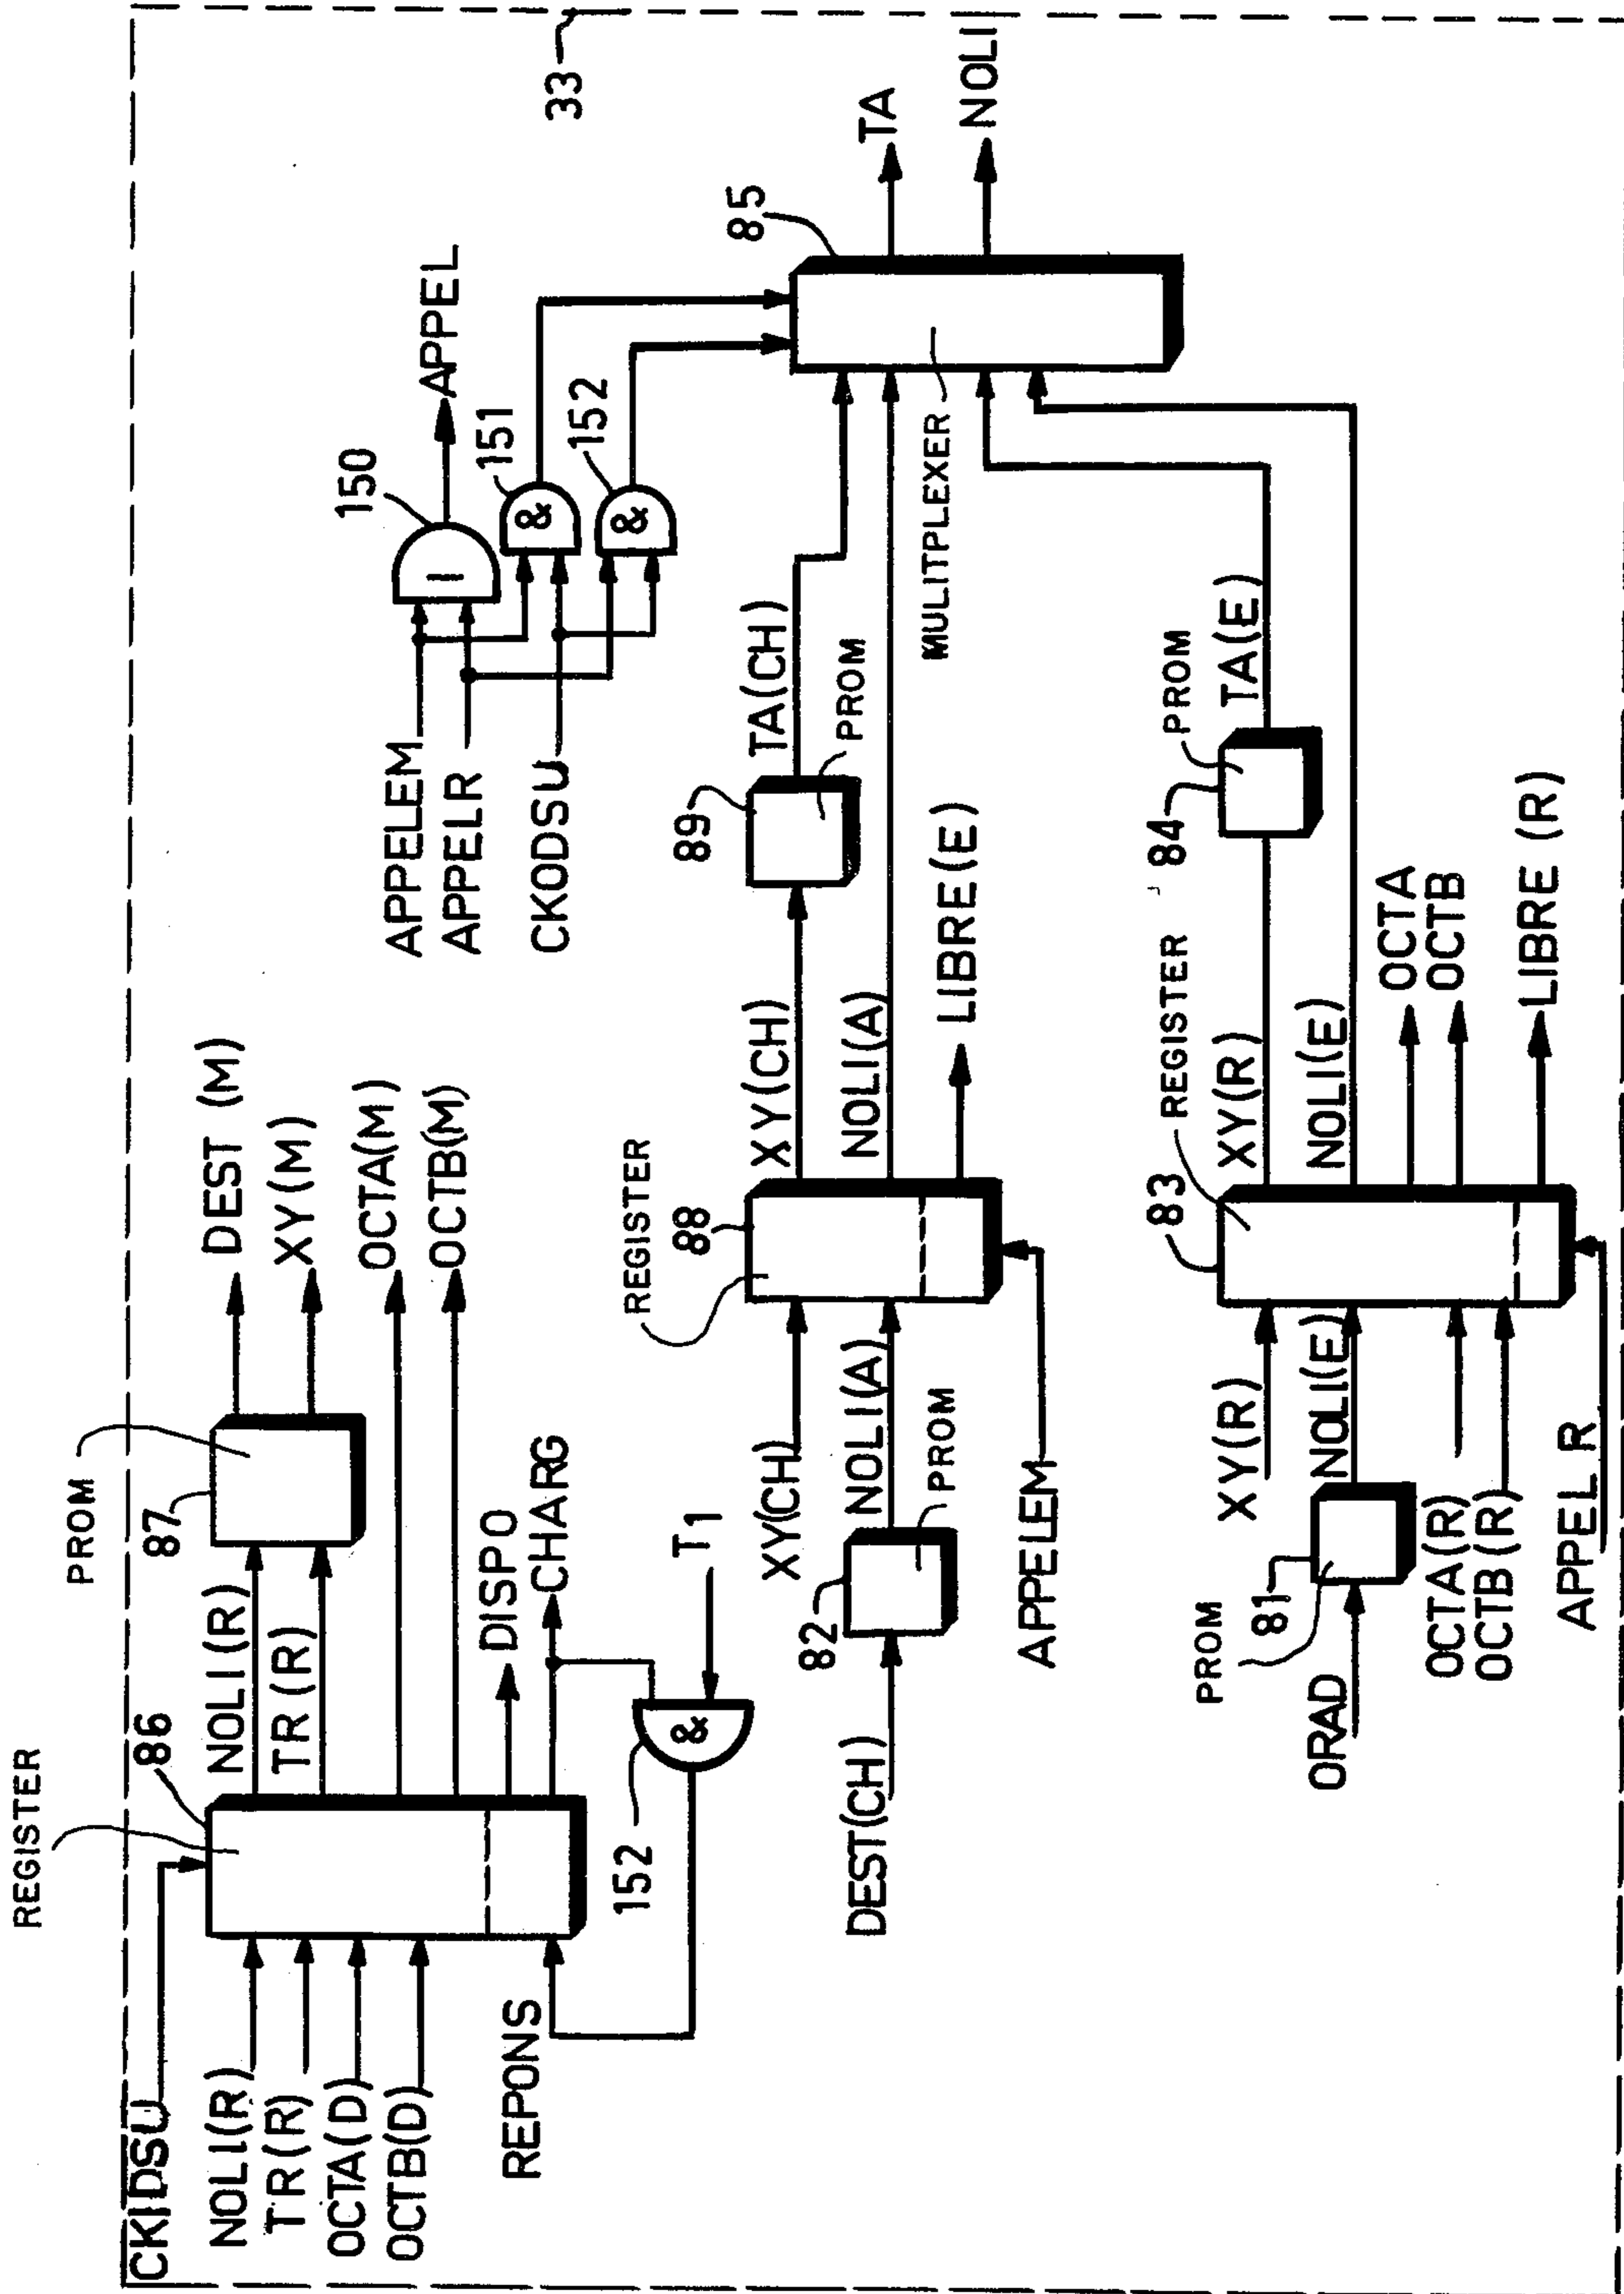 33
REGISTER
86
CKIDSU
NOLI(R)
TR(R)
OCTA(D)
OCTB(D)
REPONS
NOLI(R)
TR(R)
PROM
87
DEST (M)
XY(M)
OCTA(M)
OCTB(M)
DISPO
CHARG
&
152
T1
APPELEM
APPELR
CKODSU
150
I
APPEL
151
&
152
&
DEST(CH)
82
PROM
XY(CH)
NOLI(A)
APPELEM
REGISTER
88
XY(CH)
NOLI(A)
LIBRE(E)
89
PROM
TA(CH)
MULITPLEXER
85
TA
NOLI
ORAD
PROM
81
XY(R)
NOLI(E)
OCTA(R)
OCTB(R)
APPEL R
83
REGISTER
XY(R)
NOLI(E)
OCTA
OCTB
LIBRE (R)
84
PROM
TA(E)